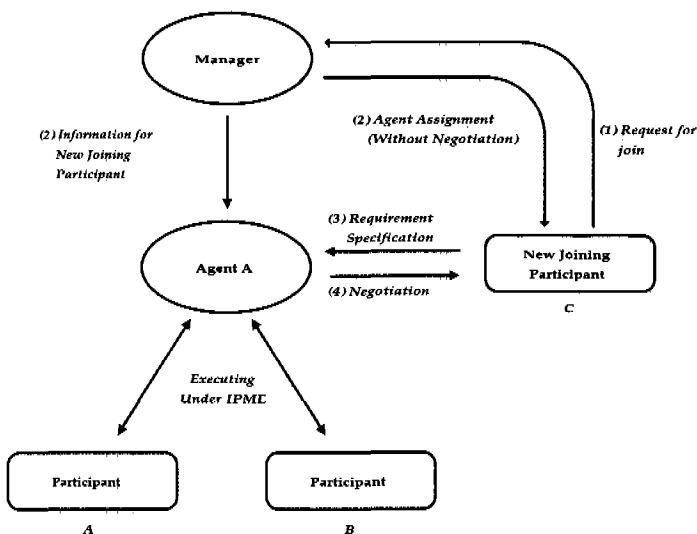 Manager
(2) Information for
New Joining
Participant
(2) Agent Assignment
(Without Negotiation)
(1) Request for
join
(3) Requirement
Specification
Agent A
(4) Negotiation
New Joining
Participant
C
Executing
Under IPME
Participant
A
Participant
B